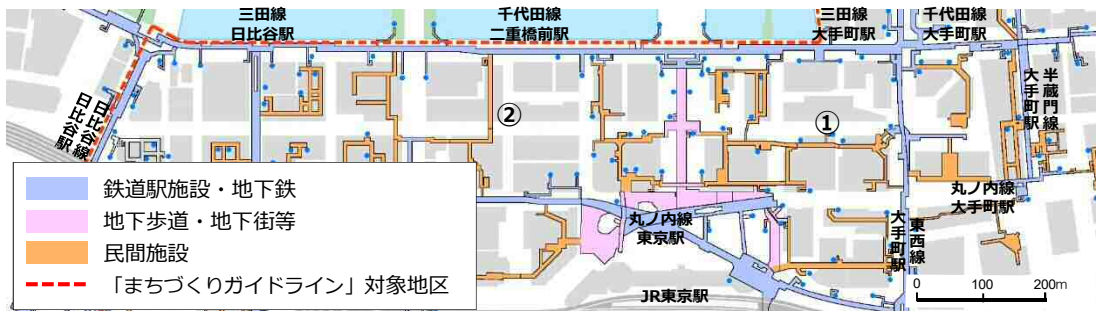 三田線
日比谷駅
千代田線
二重橋前駅
三田線
大手町駅
千代田線
大手町駅
半蔵門線
大手町駅
日比谷線
日比谷駅
②
①
鉄道駅施設・地下鉄
地下歩道・地下街等
民間施設
「まちづくりガイドライン」対象地区
丸ノ内線
東京駅
丸ノ内線
大手町駅
東西線
大手町駅
JR東京駅
0 100 200m